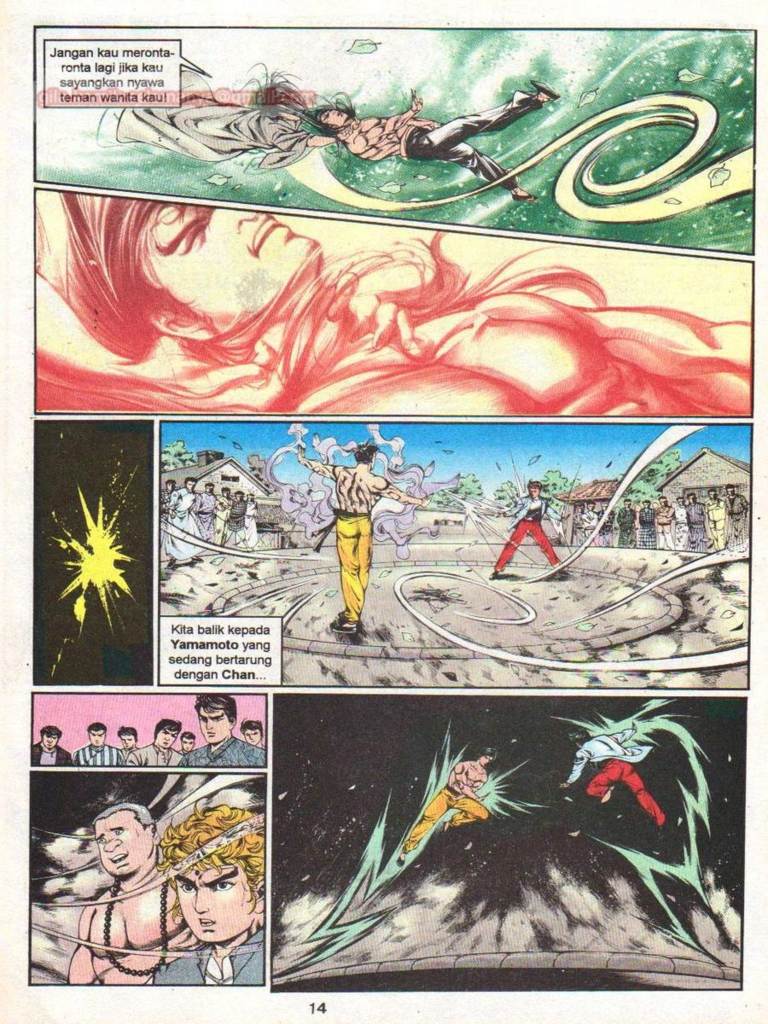 Jangan kau meronta-
ronta lagi jika kau
sayangkan nyawa
teman wanita kau!
Kita balik kepada
Yamamoto yang
sedang bertarung
dengan Chan...
14